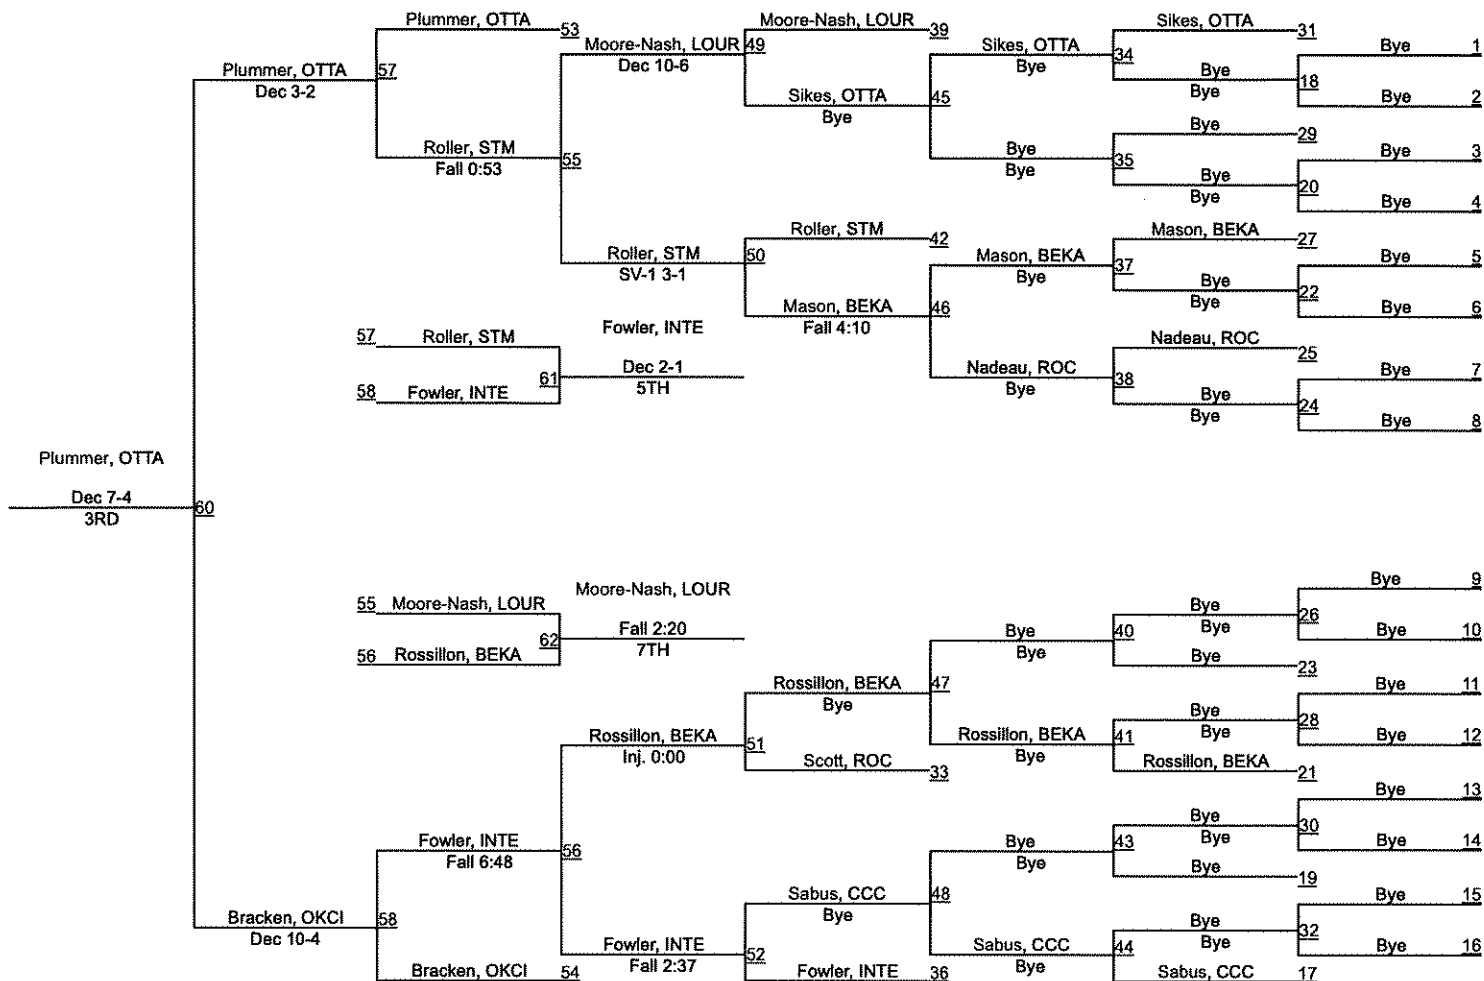 Plummer, OTTA 53
Moore-Nash, LOUR 39
Sikes, OTTA 31
Moore-Nash, LOUR 49
Dec 10-6
Sikes, OTTA 34
Bye
Bye 1
Plummer, OTTA 57
Dec 3-2
Bye 18
Bye 2
Sikes, OTTA 45
Bye
Bye 29
Roller, STM 55
Fall 0:53
Bye 35
Bye
Bye 3
Bye 20
Bye
Bye 4
Roller, STM 42
Mason, BEKA 27
Roller, STM 50
SV-1 3-1
Mason, BEKA 37
Bye
Bye 5
Bye 22
Bye
Bye 6
Mason, BEKA 46
Fall 4:10
57 Roller, STM
Fowler, INTE
61 Dec 2-1
5TH
58 Fowler, INTE
Nadeau, ROC 25
Nadeau, ROC 38
Bye
Bye 7
Bye 24
Bye
Bye 8
Plummer, OTTA
Dec 7-4 60
3RD
55 Moore-Nash, LOUR
Moore-Nash, LOUR
62 Fall 2:20
7TH
56 Rossillon, BEKA
Bye 9
Bye 26
Bye
Bye 10
Bye 40
Bye
23
Rossillon, BEKA 47
Bye
Bye 11
Bye 28
Bye
Bye 12
Rossillon, BEKA 51
Inj. 0:00
Rossillon, BEKA 41
Bye
Scott, ROC 33
Rossillon, BEKA 21
Bye 13
Bye 30
Bye
Bye 14
Fowler, INTE 56
Fall 6:48
Bye 43
Bye
19
Sabus, CCC 48
Bye
Bye 15
Bye 32
Bye
Bye 16
Bracken, OKCI 58
Dec 10-4
Fowler, INTE 52
Fall 2:37
Sabus, CCC 44
Bye
Bracken, OKCI 54
Fowler, INTE 36
Sabus, CCC 17